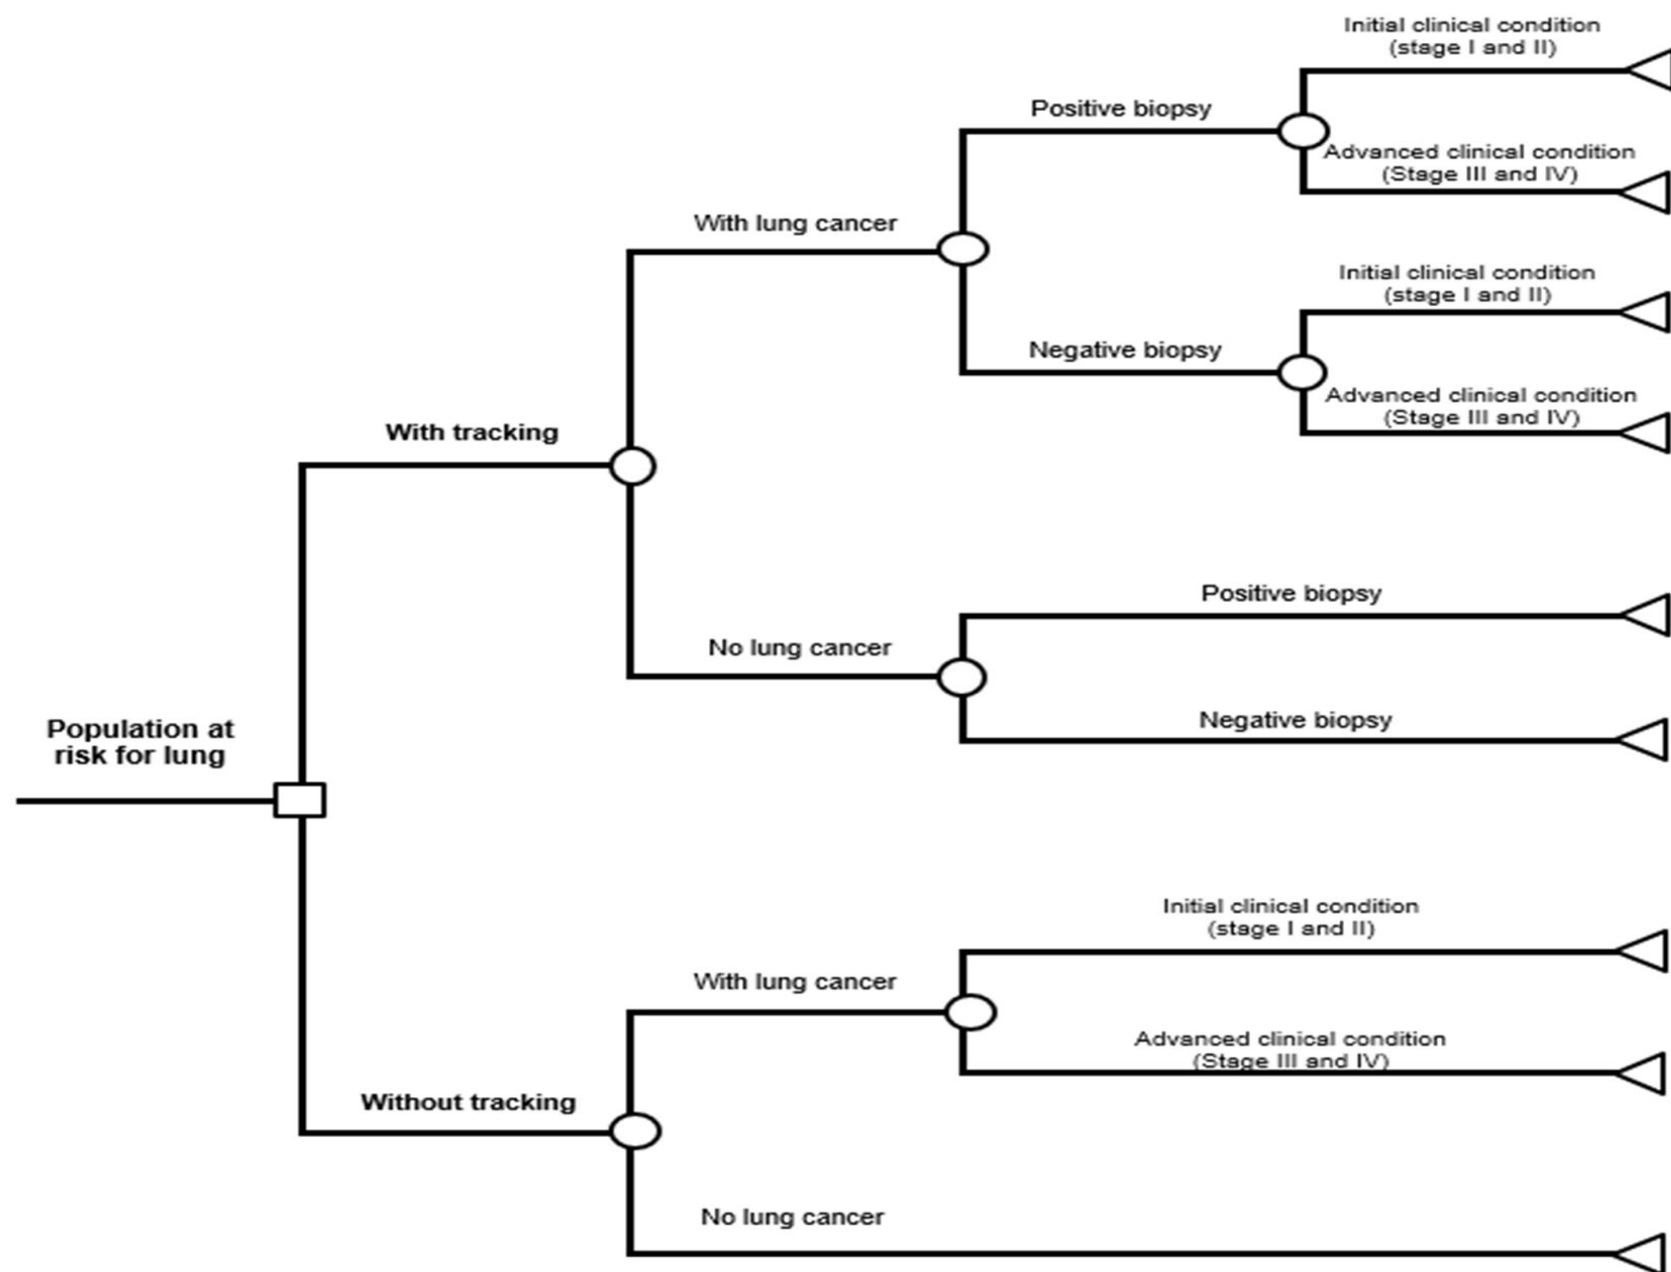 Initial clinical condition
(stage I and II)
Positive biopsy
Advanced clinical condition
(Stage III and IV)
With lung cancer
Initial clinical condition
(stage I and II)
Negative biopsy
Advanced clinical condition
(Stage III and IV)
With tracking
Positive biopsy
No lung cancer
Negative biopsy
Population at
risk for lung
Initial clinical condition
(stage I and II)
With lung cancer
Advanced clinical condition
(Stage III and IV)
Without tracking
No lung cancer